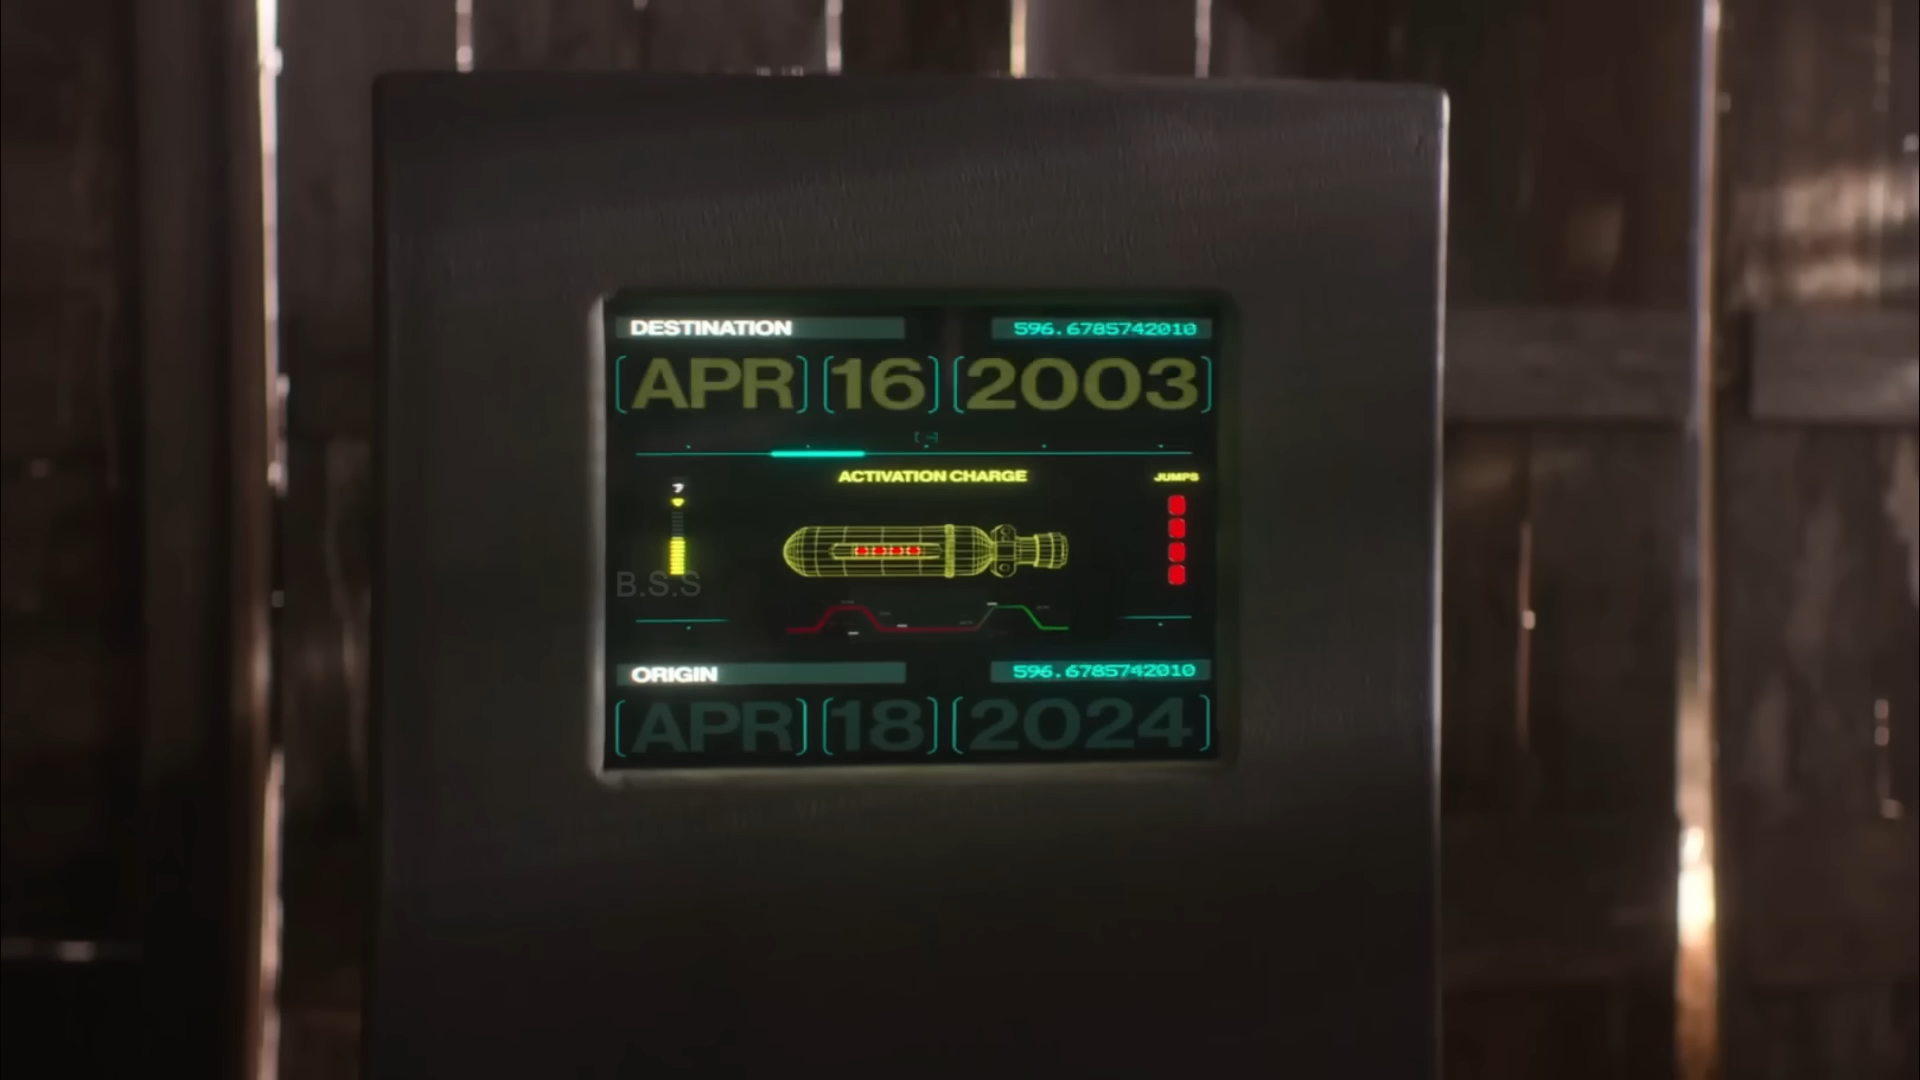 DESTINATION 596.6785742010
APR 16 2003
ACTIVATION CHARGE JUMPS
7
B.S.S
ORIGIN 596.6785742010
APR 18 2024